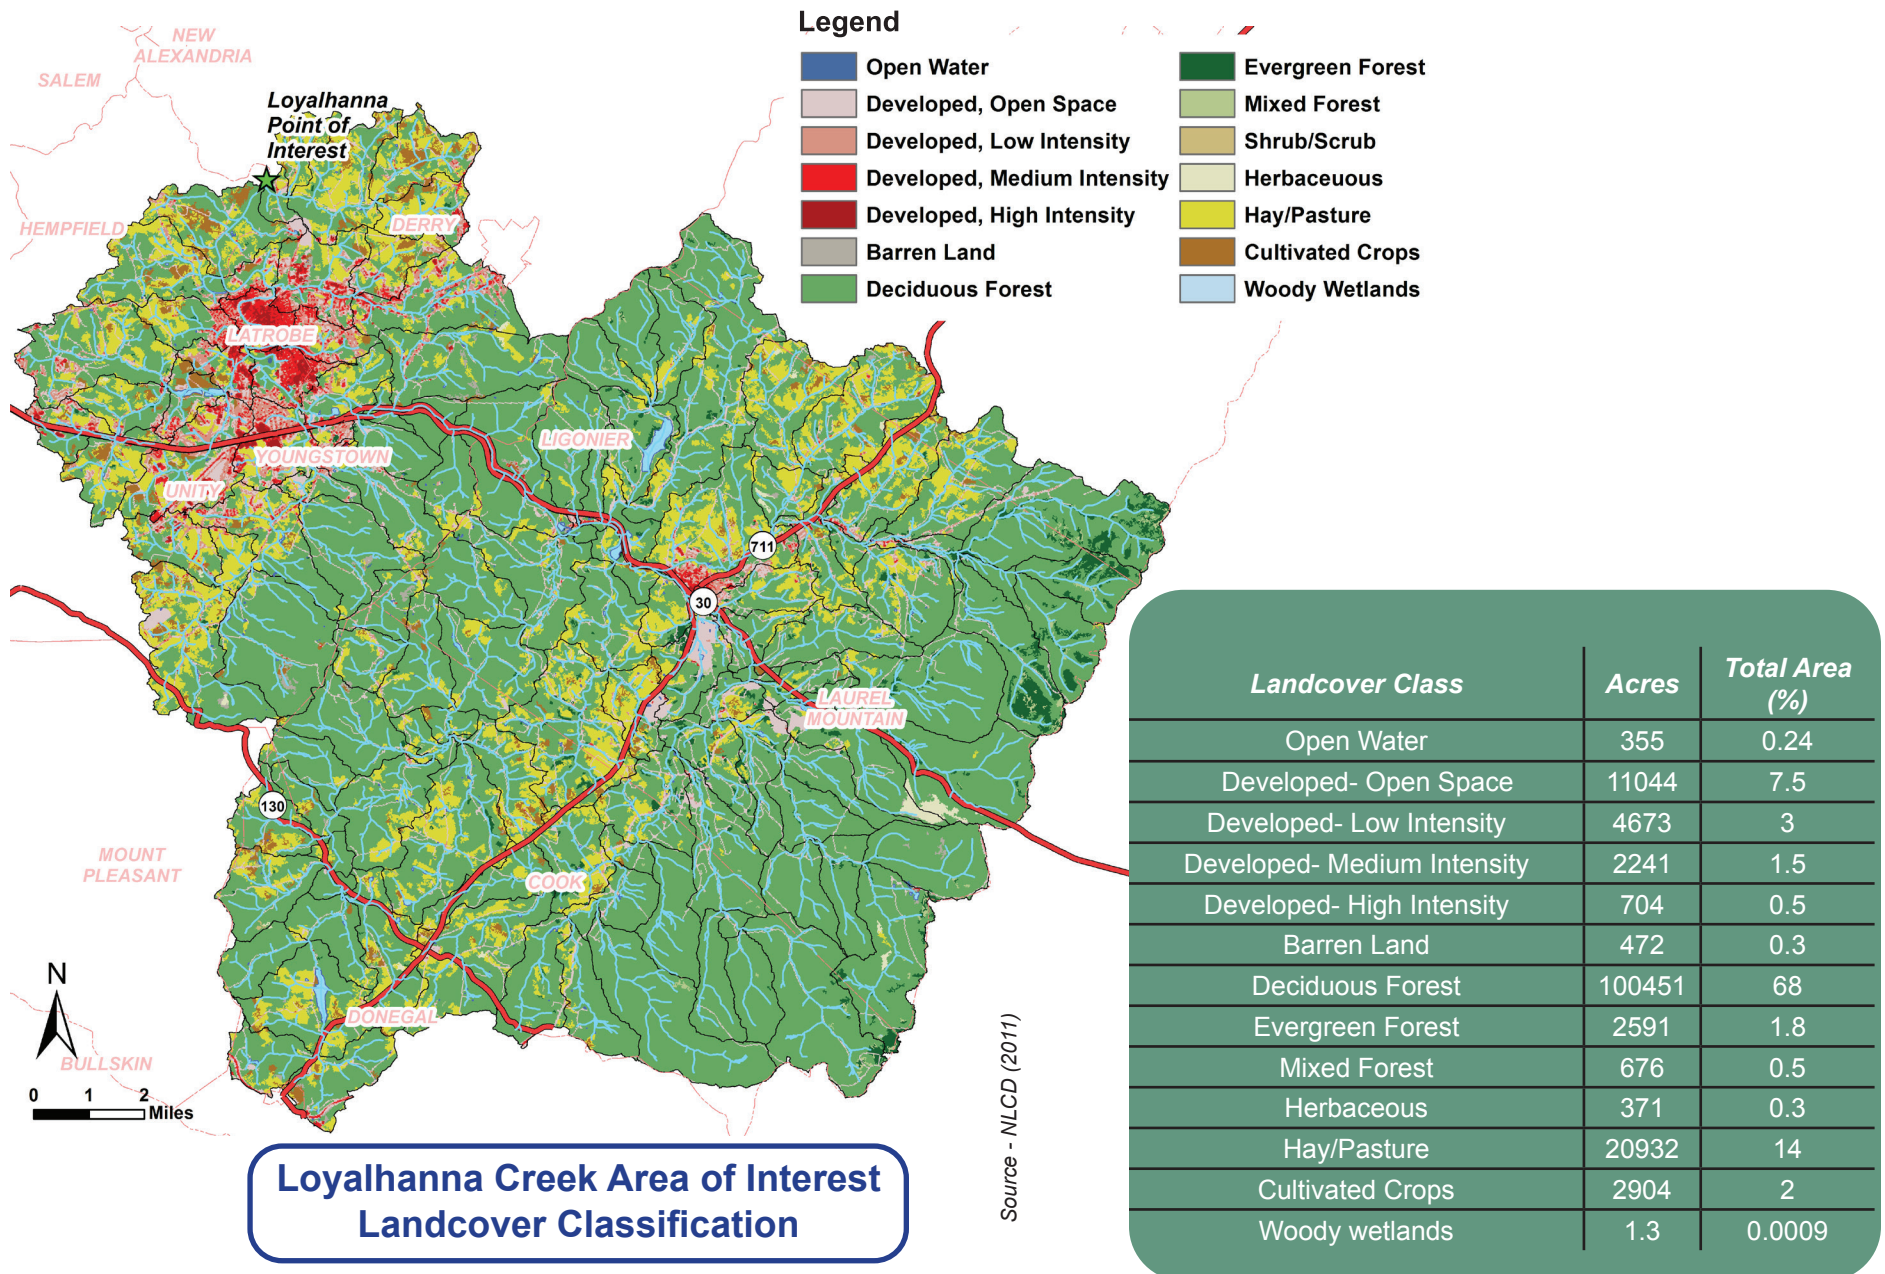 Legend
Open Water
Developed, Open Space
Developed, Low Intensity
Developed, Medium Intensity
Developed, High Intensity
Barren Land
Deciduous Forest
Evergreen Forest
Mixed Forest
Shrub/Scrub
Herbaceuous
Hay/Pasture
Cultivated Crops
Woody Wetlands
NEW
ALEXANDRIA
SALEM
Loyalhanna
Point of
Interest
HEMPFIELD
DERRY
LATROBE
LIGONIER
YOUNGSTOWN
UNITY
711
30
LAUREL
MOUNTAIN
130
MOUNT
PLEASANT
COOK
DONEGAL
BULLSKIN
N
0 1 2
Miles
Source - NLCD (2011)
Loyalhanna Creek Area of Interest
Landcover Classification
Landcover Class Acres Total Area
(%)
Open Water 355 0.24
Developed- Open Space 11044 7.5
Developed- Low Intensity 4673 3
Developed- Medium Intensity 2241 1.5
Developed- High Intensity 704 0.5
Barren Land 472 0.3
Deciduous Forest 100451 68
Evergreen Forest 2591 1.8
Mixed Forest 676 0.5
Herbaceous 371 0.3
Hay/Pasture 20932 14
Cultivated Crops 2904 2
Woody wetlands 1.3 0.0009